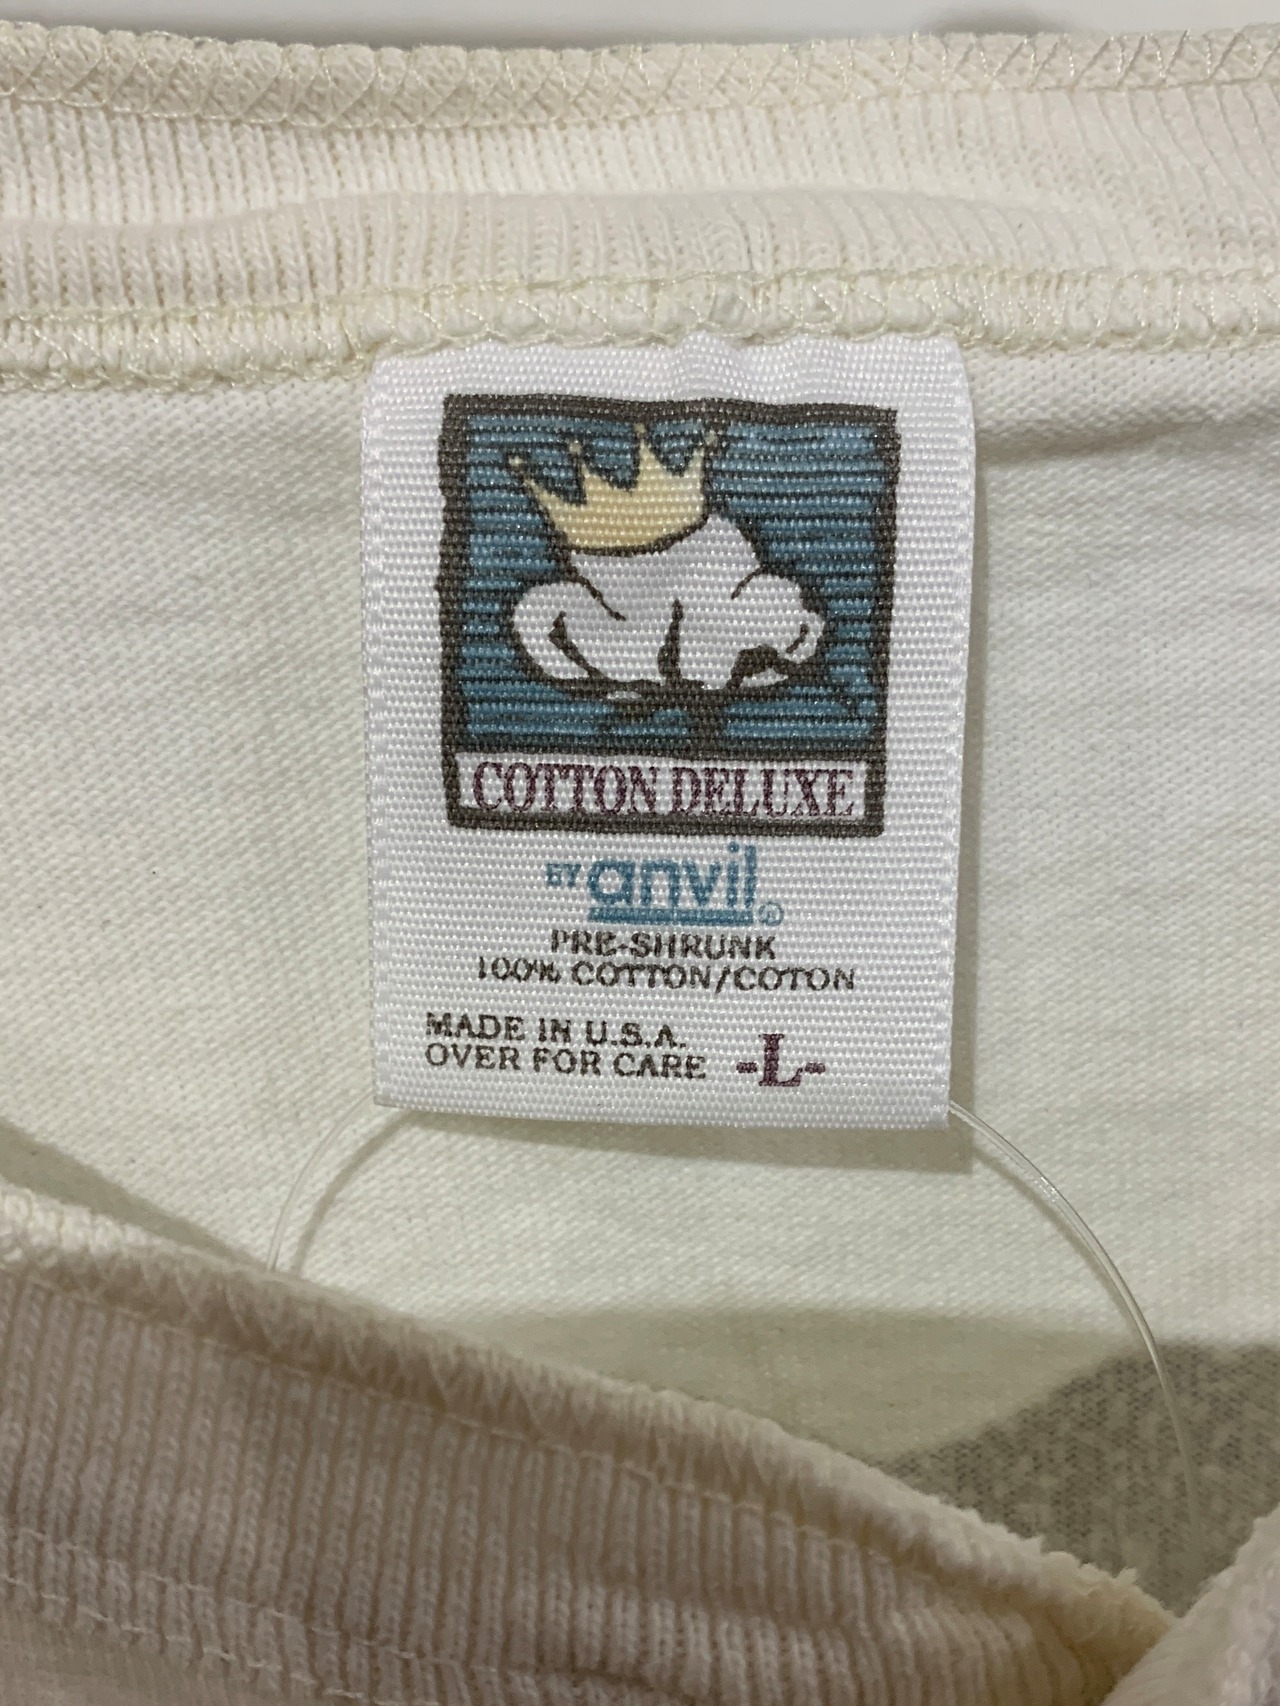 COTTON DELUXE
BY anvil®
PRE-SHRUNK
100% COTTON/COTON
MADE IN U.S.A.
OVER FOR CARE -L-